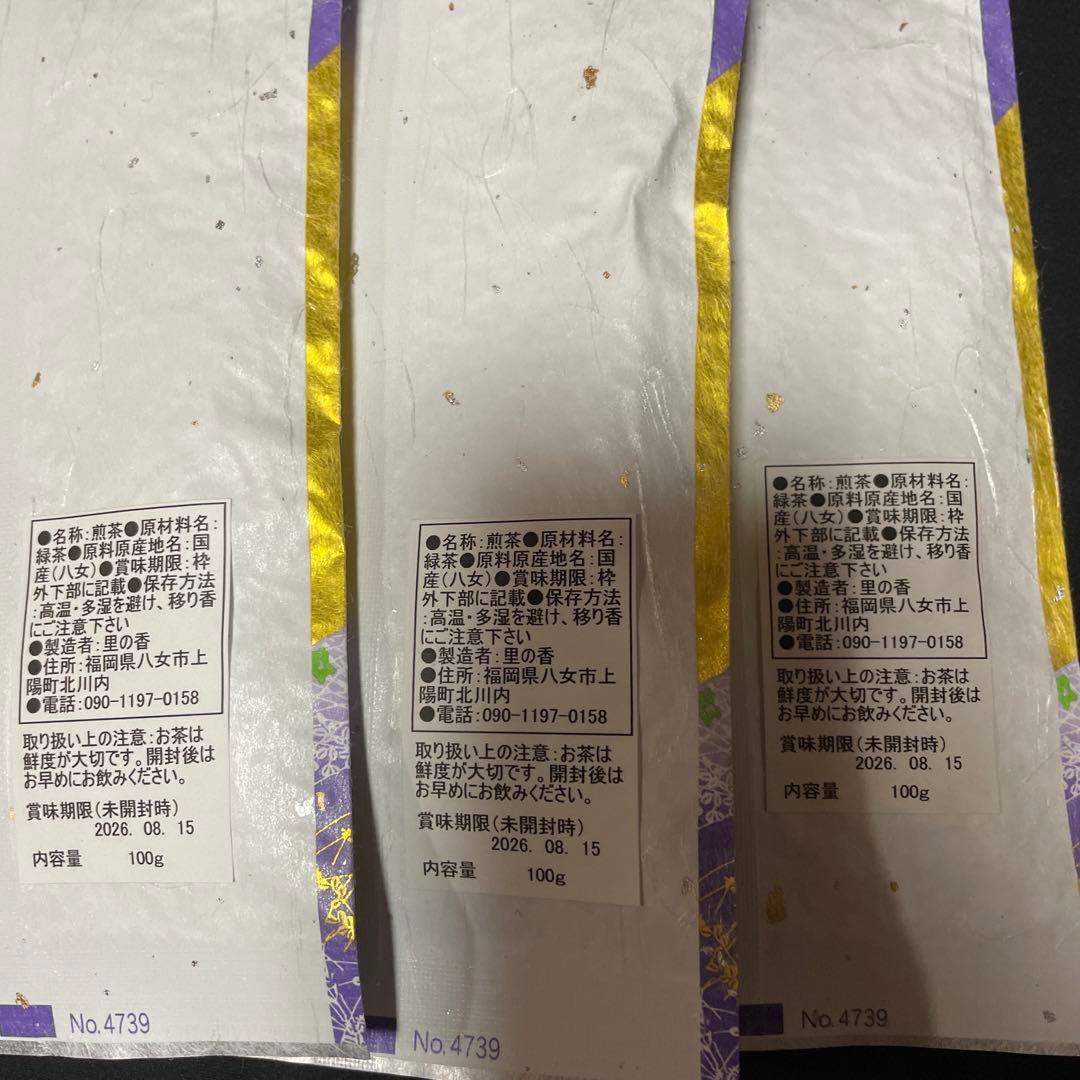 ●名称:煎茶●原材料名:
緑茶●原料原産地名:国
産(八女)●賞味期限:枠
外下部に記載●保存方法
:高温・多湿を避け、移り香
にご注意下さい
●製造者:里の香
●住所:福岡県八女市上
陽町北川内
●電話:090-1197-0158
取り扱い上の注意:お茶は
鮮度が大切です。開封後は
お早めにお飲みください。
賞味期限(未開封時)
2026. 08. 15
内容量 100g
No.4739
●名称:煎茶●原材料名:
緑茶●原料原産地名:国
産(八女)●賞味期限:枠
外下部に記載●保存方法
:高温・多湿を避け、移り香
にご注意下さい
●製造者:里の香
●住所:福岡県八女市上
陽町北川内
●電話:090-1197-0158
取り扱い上の注意:お茶は
鮮度が大切です。開封後は
お早めにお飲みください。
賞味期限(未開封時)
2026. 08. 15
内容量 100g
No.4739
●名称:煎茶●原材料名:
緑茶●原料原産地名:国
産(八女)●賞味期限:枠
外下部に記載●保存方法
:高温・多湿を避け、移り香
にご注意下さい
●製造者:里の香
●住所:福岡県八女市上
陽町北川内
●電話:090-1197-0158
取り扱い上の注意:お茶は
鮮度が大切です。開封後は
お早めにお飲みください。
賞味期限(未開封時)
2026. 08. 15
内容量 100g
No.4739